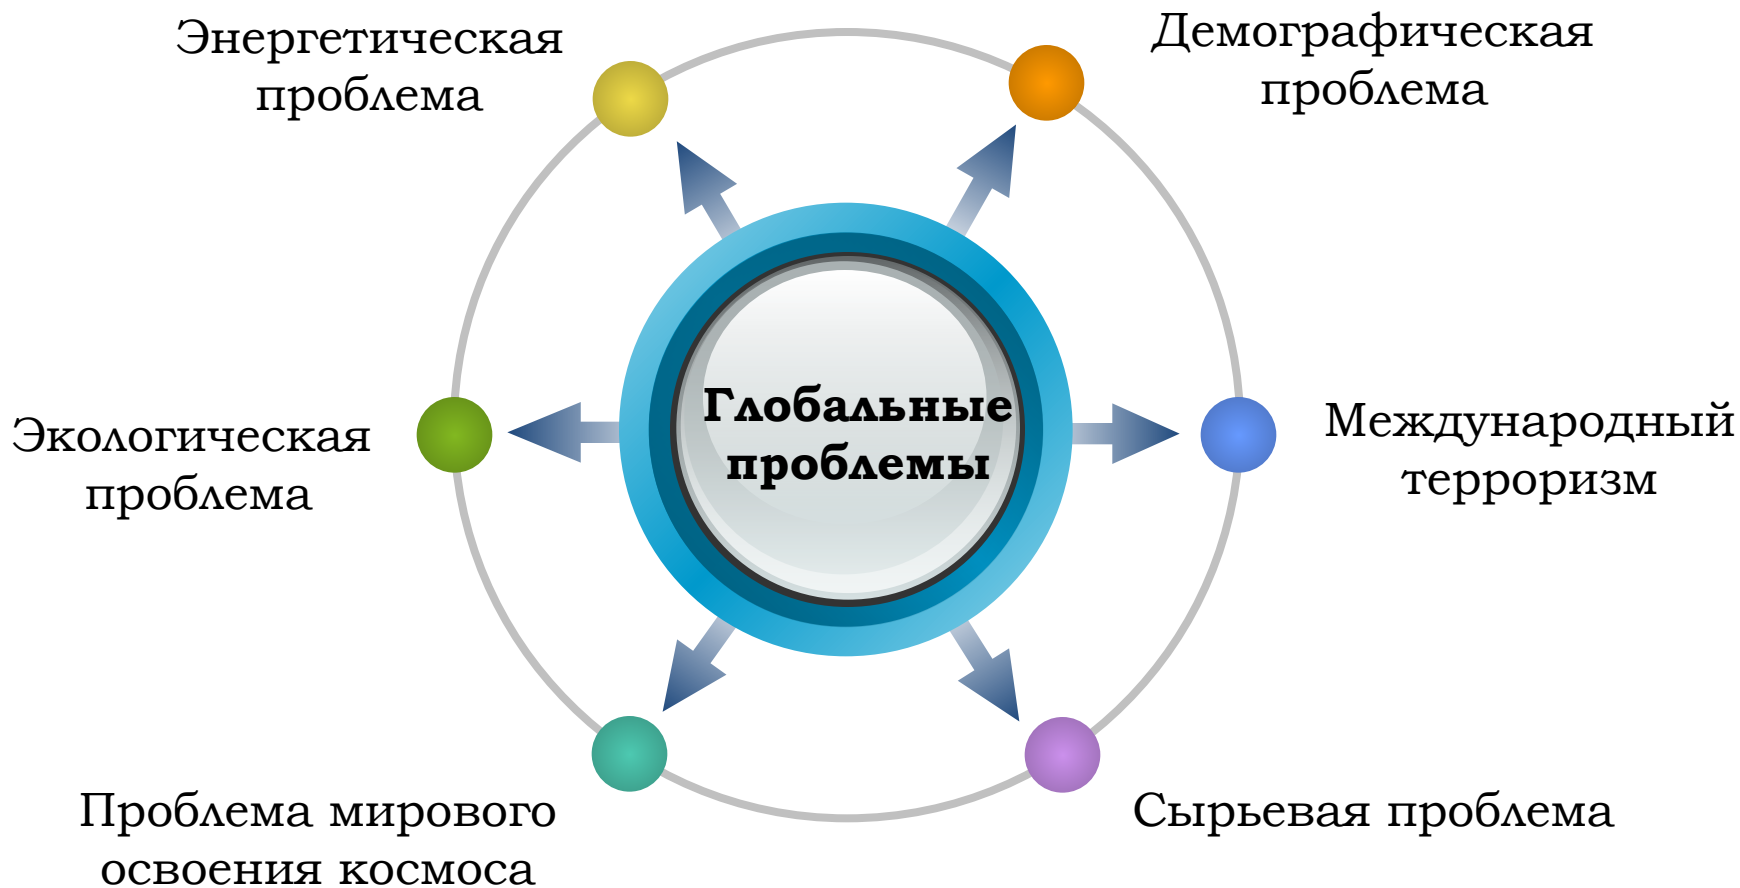 Энергетическая
проблема
Демографическая
проблема
Глобальные
проблемы
Экологическая
проблема
Международный
терроризм
Проблема мирового
освоения космоса
Сырьевая проблема